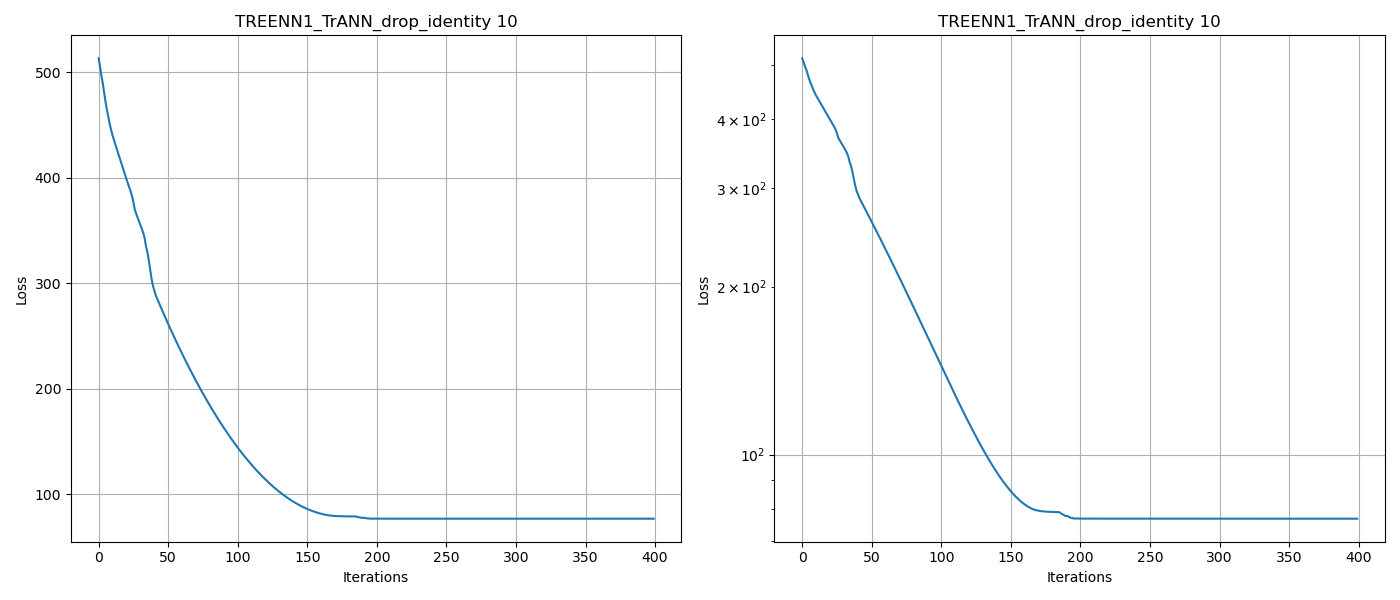 TREENN1_TrANN_drop_identity 10
500
400
300
200
100
Loss
0 50 100 150 200 250 300 350 400
Iterations
TREENN1_TrANN_drop_identity 10
4 × 10²
3 × 10²
2 × 10²
10²
Loss
0 50 100 150 200 250 300 350 400
Iterations